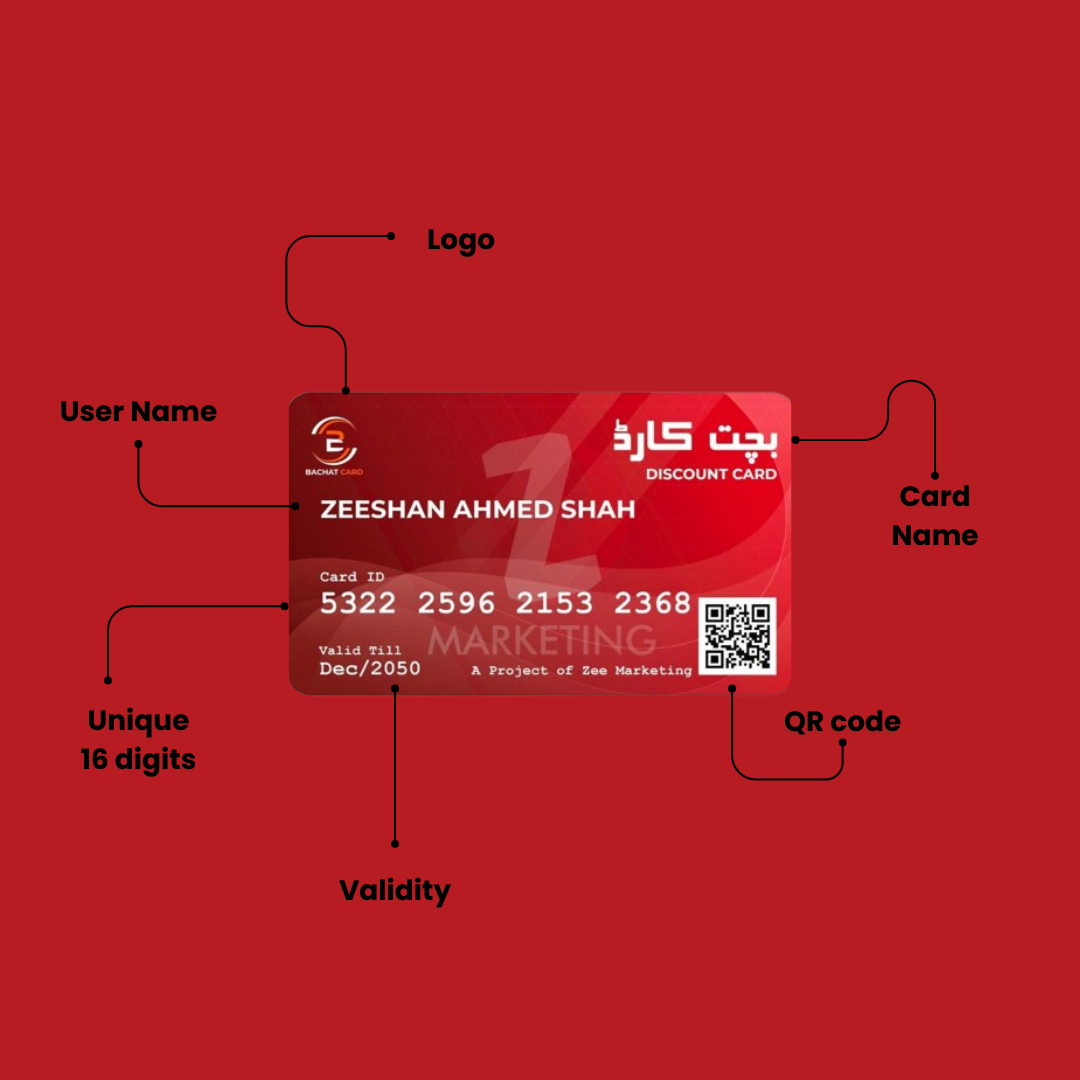 Logo
User Name
BACHAT CARD
بچت کارڈ
DISCOUNT CARD
Card
Name
ZEESHAN AHMED SHAH
Z
Card ID
5322 2596 2153 2368
MARKETING
Valid Till
Dec/2050
A Project of Zee Marketing
Unique
16 digits
QR code
Validity